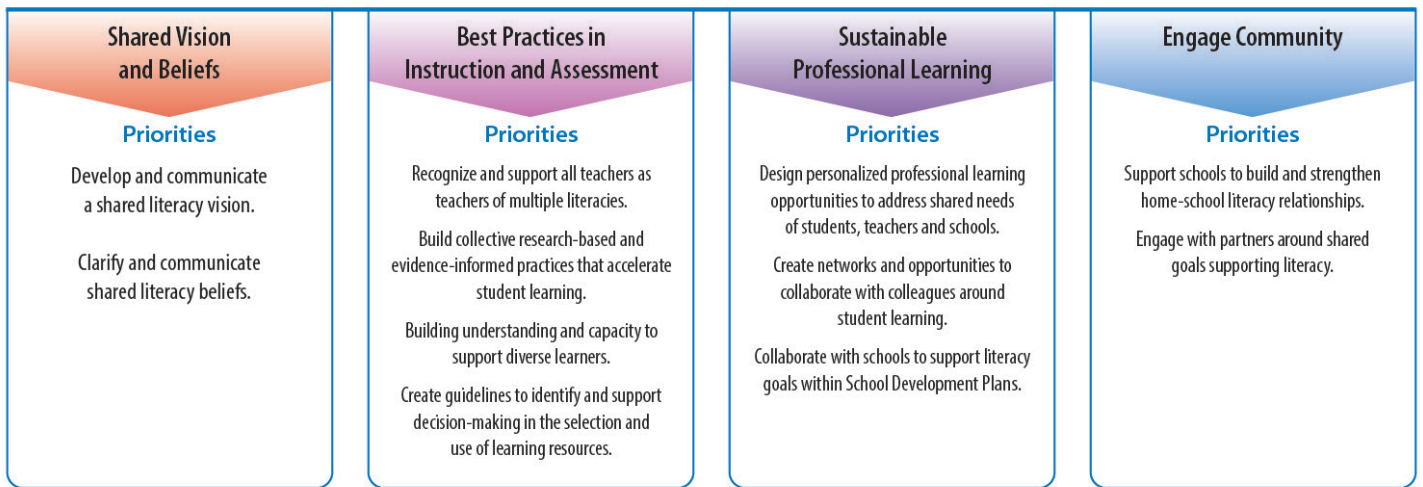 Shared Vision
and Beliefs
Priorities
Develop and communicate
a shared literacy vision.
Clarify and communicate
shared literacy beliefs.
Best Practices in
Instruction and Assessment
Priorities
Recognize and support all teachers as
teachers of multiple literacies.
Build collective research-based and
evidence-informed practices that accelerate
student learning.
Building understanding and capacity to
support diverse learners.
Create guidelines to identify and support
decision-making in the selection and
use of learning resources.
Sustainable
Professional Learning
Priorities
Design personalized professional learning
opportunities to address shared needs
of students, teachers and schools.
Create networks and opportunities to
collaborate with colleagues around
student learning.
Collaborate with schools to support literacy
goals within School Development Plans.
Engage Community
Priorities
Support schools to build and strengthen
home-school literacy relationships.
Engage with partners around shared
goals supporting literacy.